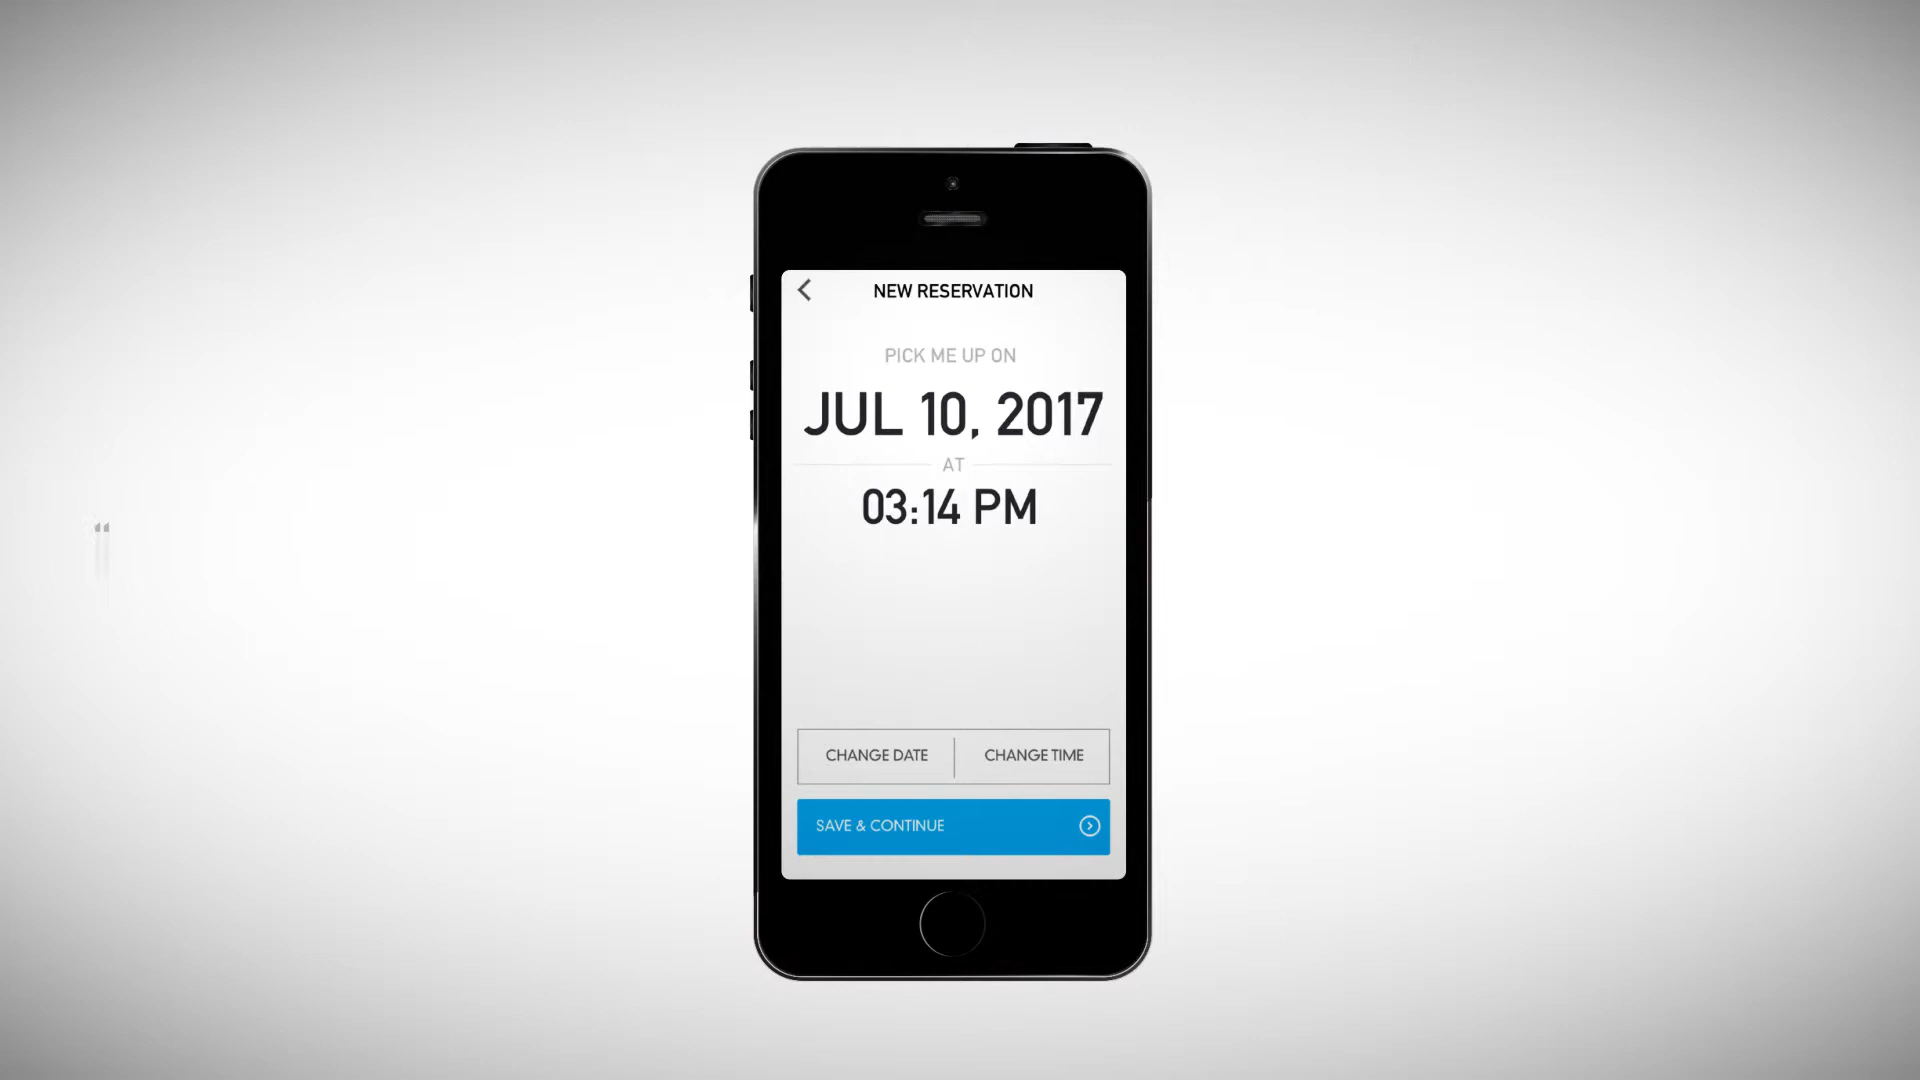 NEW RESERVATION
PICK ME UP ON
JUL 10, 2017
AT
03:14 PM
CHANGE DATE
CHANGE TIME
SAVE & CONTINUE
"